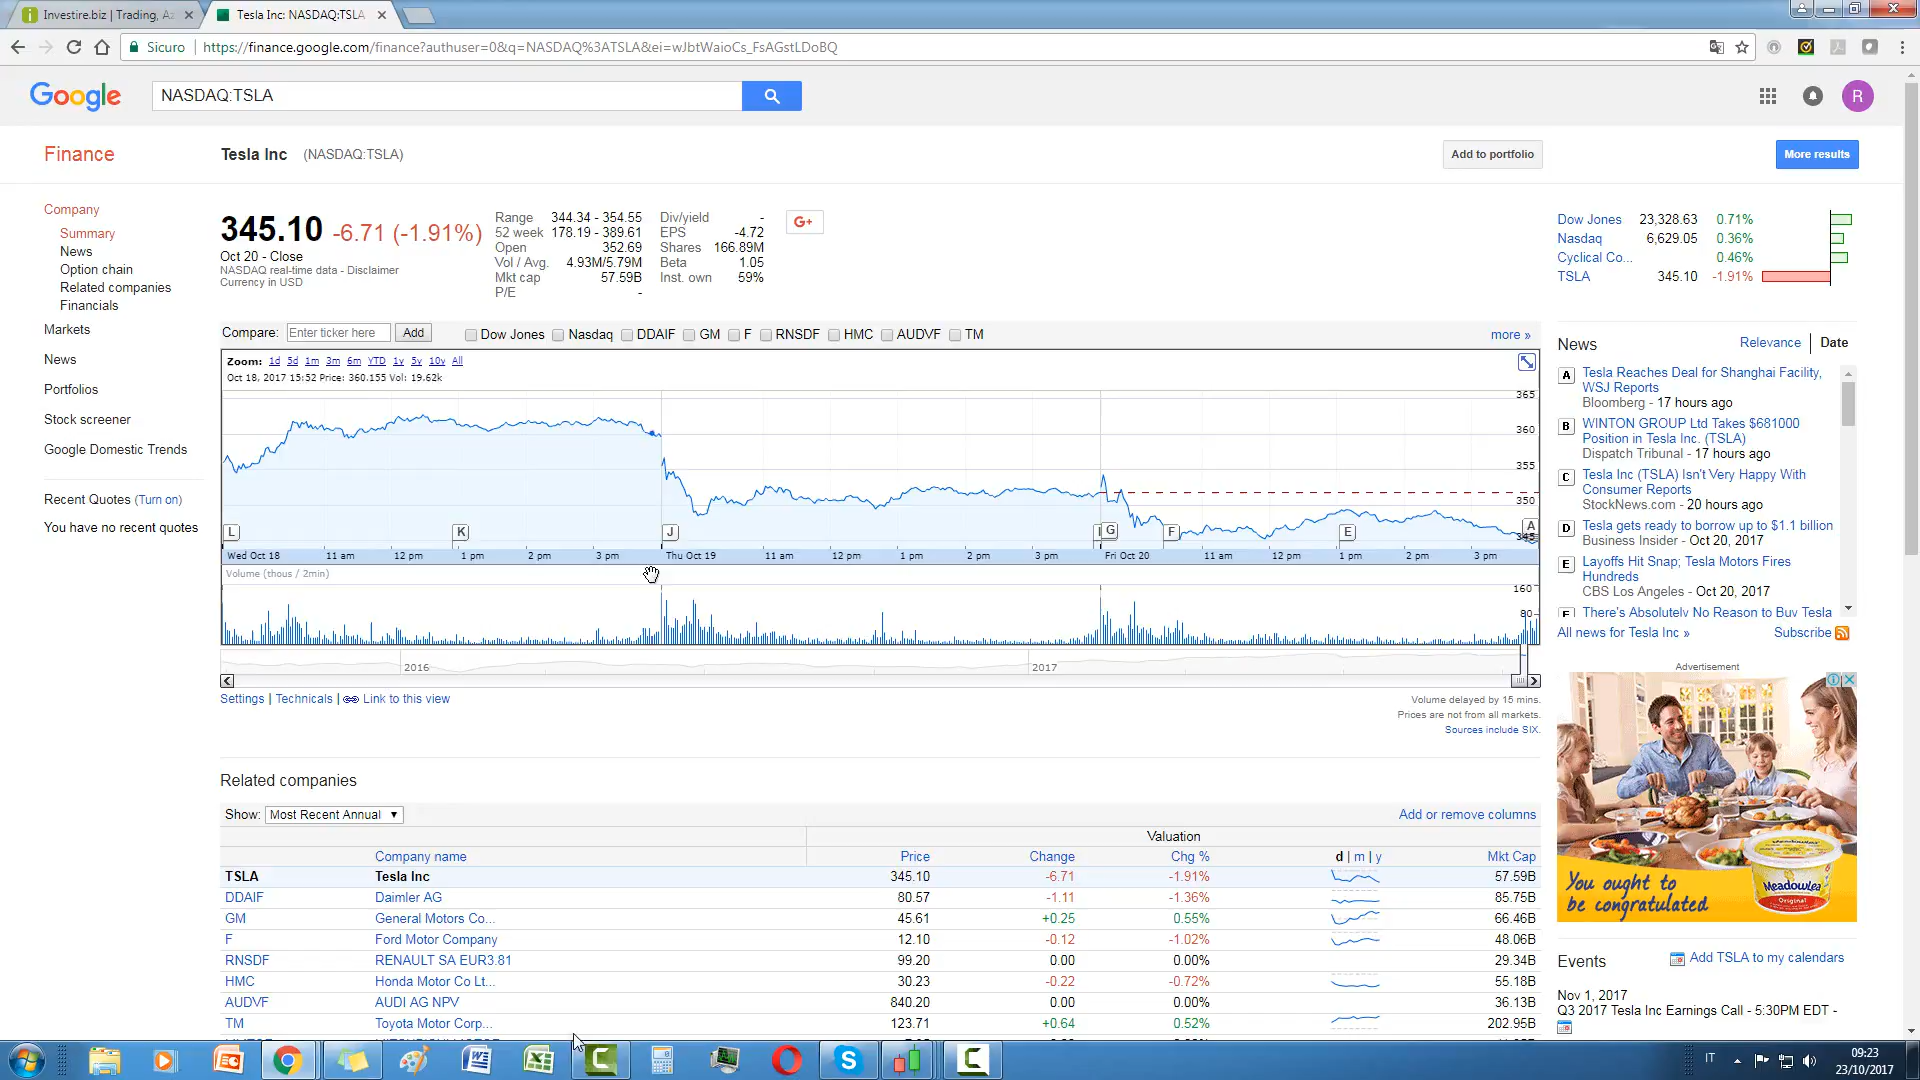 Investire.biz | Trading, Az
Tesla Inc: NASDAQ:TSLA
Sicuro
https://finance.google.com/finance?authuser=0&q=NASDAQ%3ATSLA&ei=wJbtWaioCs_FsAGstLDoBQ
Google
NASDAQ:TSLA
R
Finance
Tesla Inc (NASDAQ:TSLA)
Add to portfolio
More results
Company
Summary
News
Option chain
Related companies
Financials
Markets
News
Portfolios
Stock screener
Google Domestic Trends
Recent Quotes (Turn on)
You have no recent quotes
345.10 -6.71 (-1.91%)
Oct 20 - Close
NASDAQ real-time data - Disclaimer
Currency in USD
Range 344.34 - 354.55
52 week 178.19 - 389.61
Open 352.69
Vol / Avg. 4.93M/5.79M
Mkt cap 57.59B
P/E -
Div/yield -
EPS -4.72
Shares 166.89M
Beta 1.05
Inst. own 59%
G+
Dow Jones 23,328.63 0.71%
Nasdaq 6,629.05 0.36%
Cyclical Co... 0.46%
TSLA 345.10 -1.91%
Compare: Enter ticker here Add Dow Jones Nasdaq DDAIF GM F RNSDF HMC AUDVF TM more »
Zoom: 1d 5d 1m 3m 6m YTD 1y 5y 10y All
Oct 18, 2017 15:52 Price: 360.155 Vol: 19.62k
365
360
355
350
345
L K J I G F E A
Wed Oct 18 11 am 12 pm 1 pm 2 pm 3 pm Thu Oct 19 11 am 12 pm 1 pm 2 pm 3 pm Fri Oct 20 11 am 12 pm 1 pm 2 pm 3 pm
Volume (thous / 2min)
160
80
2016 2017
Settings | Technicals | Link to this view
Volume delayed by 15 mins.
Prices are not from all markets.
Sources include SIX.
News
Relevance | Date
A Tesla Reaches Deal for Shanghai Facility,
WSJ Reports
Bloomberg - 17 hours ago
B WINTON GROUP Ltd Takes $681000
Position in Tesla Inc. (TSLA)
Dispatch Tribunal - 17 hours ago
C Tesla Inc (TSLA) Isn't Very Happy With
Consumer Reports
StockNews.com - 20 hours ago
D Tesla gets ready to borrow up to $1.1 billion
Business Insider - Oct 20, 2017
E Layoffs Hit Snap; Tesla Motors Fires
Hundreds
CBS Los Angeles - Oct 20, 2017
F There's Absolutely No Reason to Buy Tesla
All news for Tesla Inc »
Subscribe
Advertisement
You ought to
be congratulated
Meadowlea
Original
Related companies
Show: Most Recent Annual
Add or remove columns
Valuation
Company name Price Change Chg % d | m | y Mkt Cap
TSLA Tesla Inc 345.10 -6.71 -1.91% 57.59B
DDAIF Daimler AG 80.57 -1.11 -1.36% 85.75B
GM General Motors Co... 45.61 +0.25 0.55% 66.46B
F Ford Motor Company 12.10 -0.12 -1.02% 48.06B
RNSDF RENAULT SA EUR3.81 99.20 0.00 0.00% 29.34B
HMC Honda Motor Co Lt... 30.23 -0.22 -0.72% 55.18B
AUDVF AUDI AG NPV 840.20 0.00 0.00% 36.13B
TM Toyota Motor Corp... 123.71 +0.64 0.52% 202.95B
Events
Add TSLA to my calendars
Nov 1, 2017
Q3 2017 Tesla Inc Earnings Call - 5:30PM EDT -
IT
09:23
23/10/2017